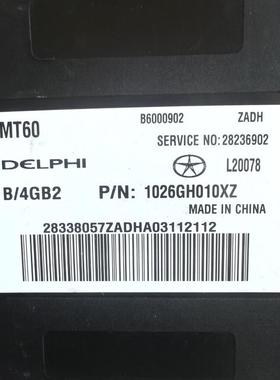 B6000902 ZADH
MT60 SERVICE NO:28236902
DELPHI L20078
B/4GB2 P/N: 1026GH010XZ
MADE IN CHINA
28338057ZADHA03112112